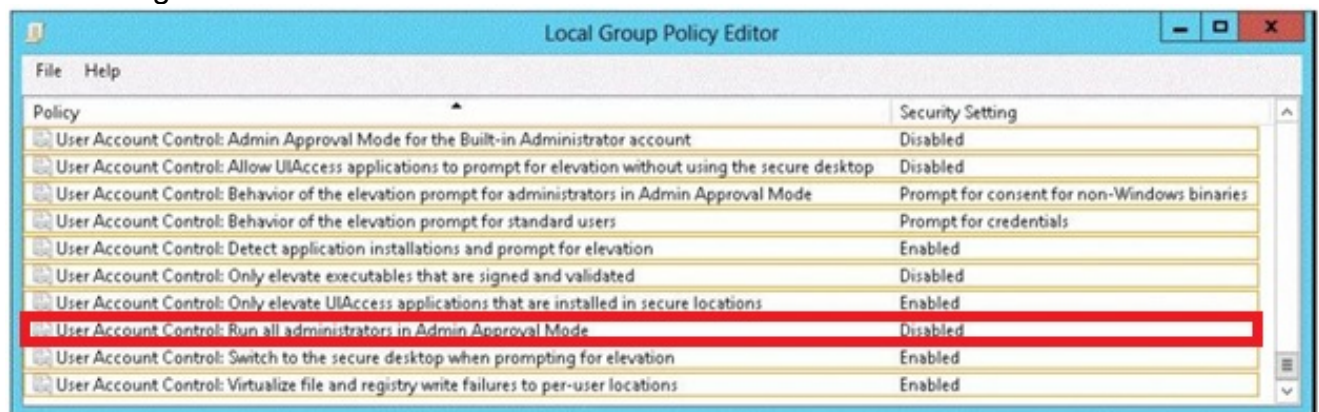 Local Group Policy Editor
File Help
Policy Security Setting
User Account Control: Admin Approval Mode for the Built-in Administrator account Disabled
User Account Control: Allow UIAccess applications to prompt for elevation without using the secure desktop Disabled
User Account Control: Behavior of the elevation prompt for administrators in Admin Approval Mode Prompt for consent for non-Windows binaries
User Account Control: Behavior of the elevation prompt for standard users Prompt for credentials
User Account Control: Detect application installations and prompt for elevation Enabled
User Account Control: Only elevate executables that are signed and validated Disabled
User Account Control: Only elevate UIAccess applications that are installed in secure locations Enabled
User Account Control: Run all administrators in Admin Approval Mode Disabled
User Account Control: Switch to the secure desktop when prompting for elevation Enabled
User Account Control: Virtualize file and registry write failures to per-user locations Enabled